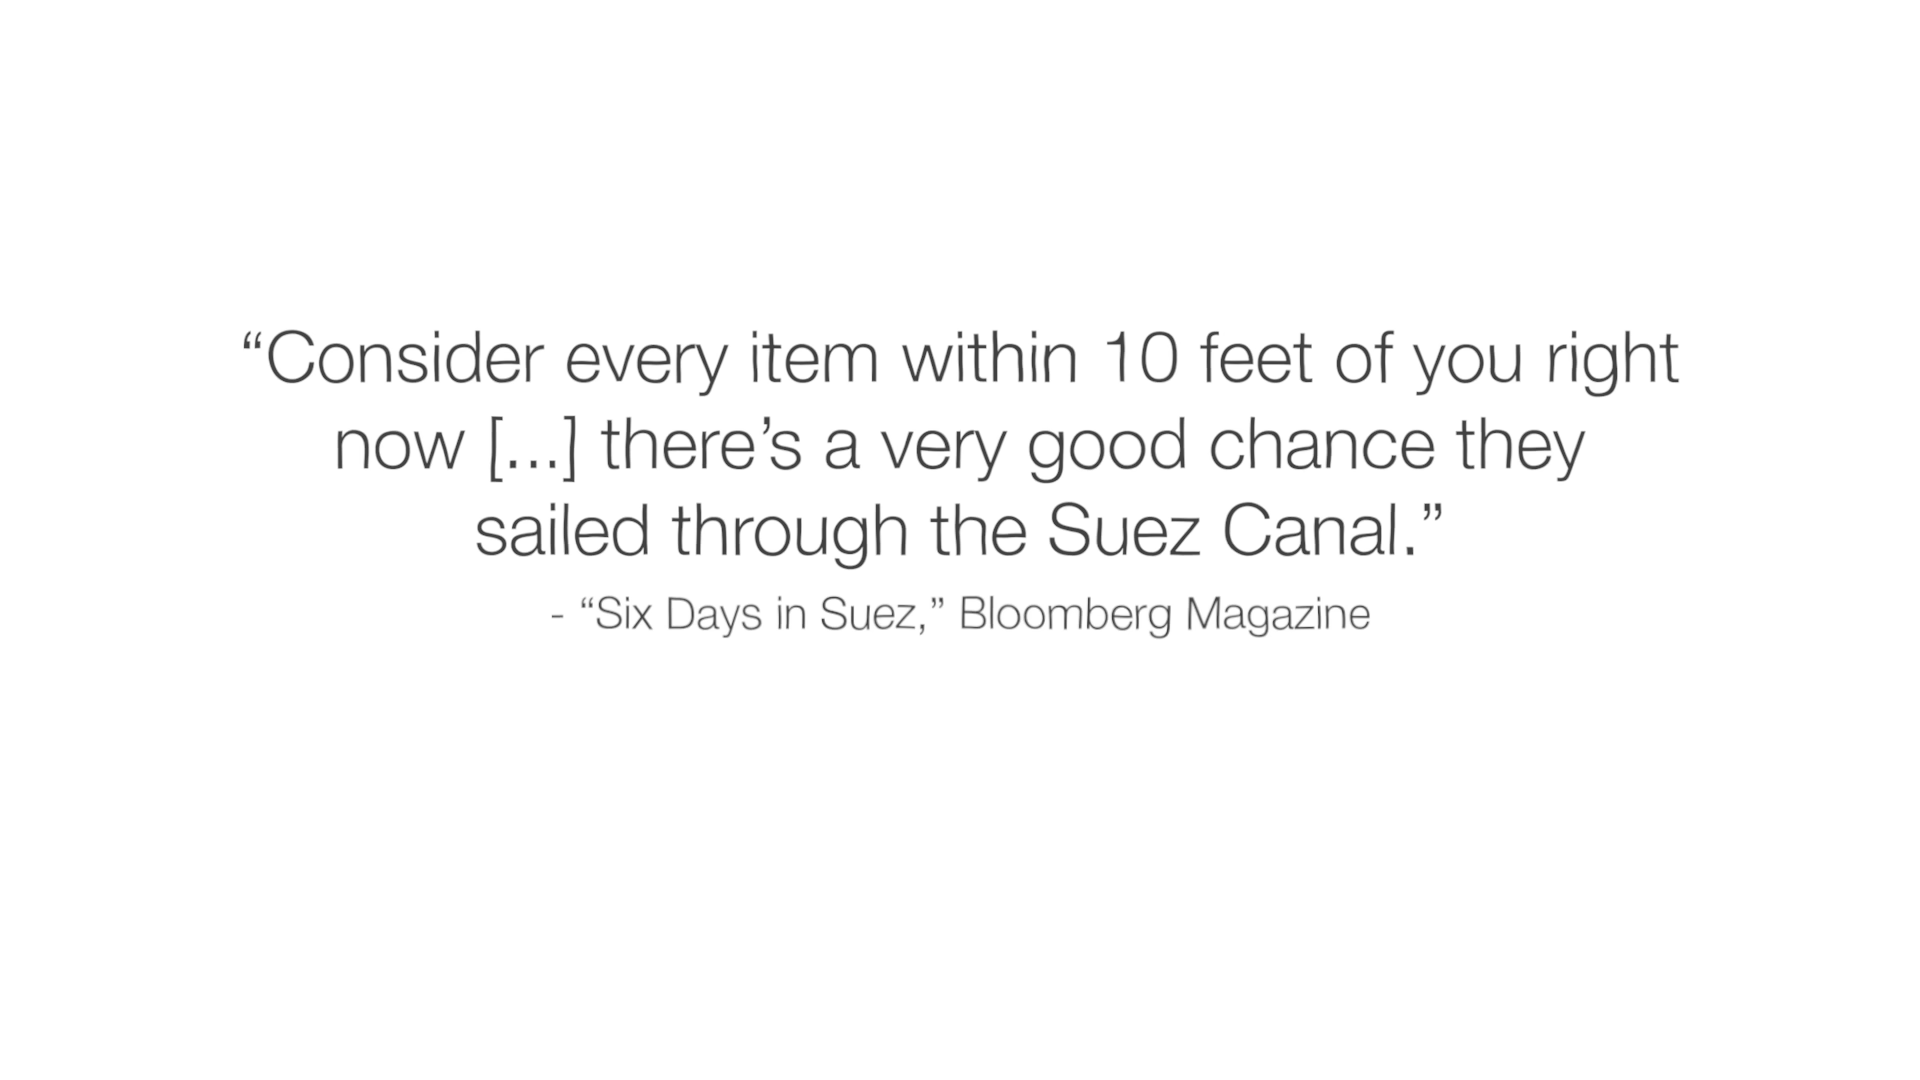 “Consider every item within 10 feet of you right
now [...] there’s a very good chance they
sailed through the Suez Canal.”
- “Six Days in Suez,” Bloomberg Magazine